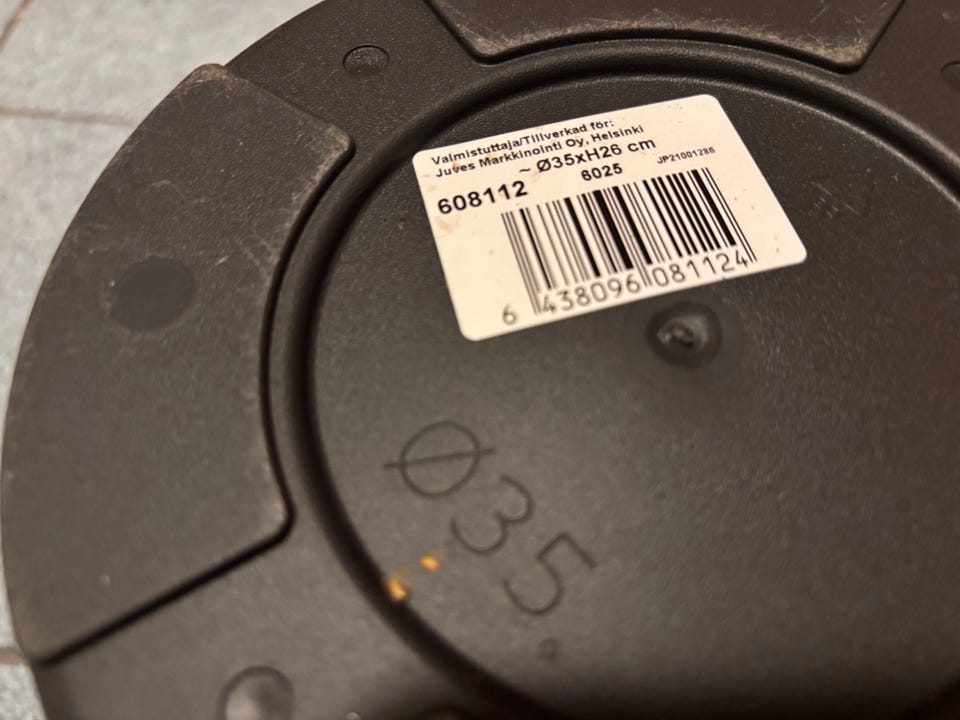 Valmistuttaja/Tillverkad för:
Juves Markkinointi Oy, Helsinki
~ Ø35xH26 cm
608112 6025 JP21001286
6 438096 081124
Ø35